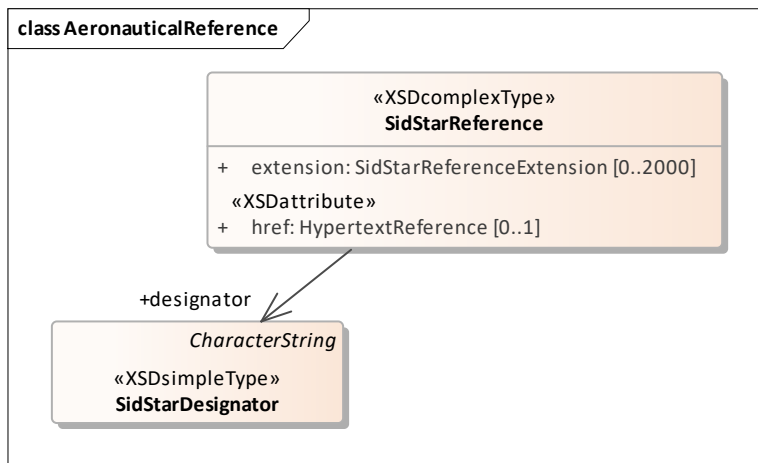 class AeronauticalReference
«XSDcomplexType»
SidStarReference
+ extension: SidStarReferenceExtension [0..2000]
«XSDattribute»
+ href: HypertextReference [0..1]
+designator
CharacterString
«XSDsimpleType»
SidStarDesignator